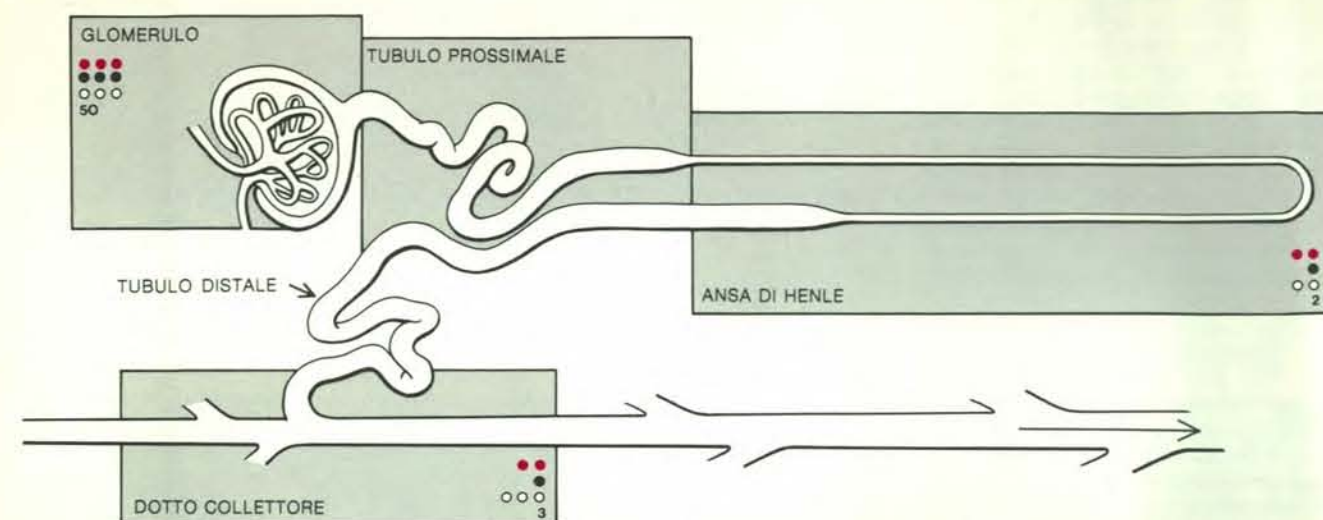 GLOMERULO
50
TUBULO PROSSIMALE
TUBULO DISTALE
ANSA DI HENLE
2
DOTTO COLLETTORE
3